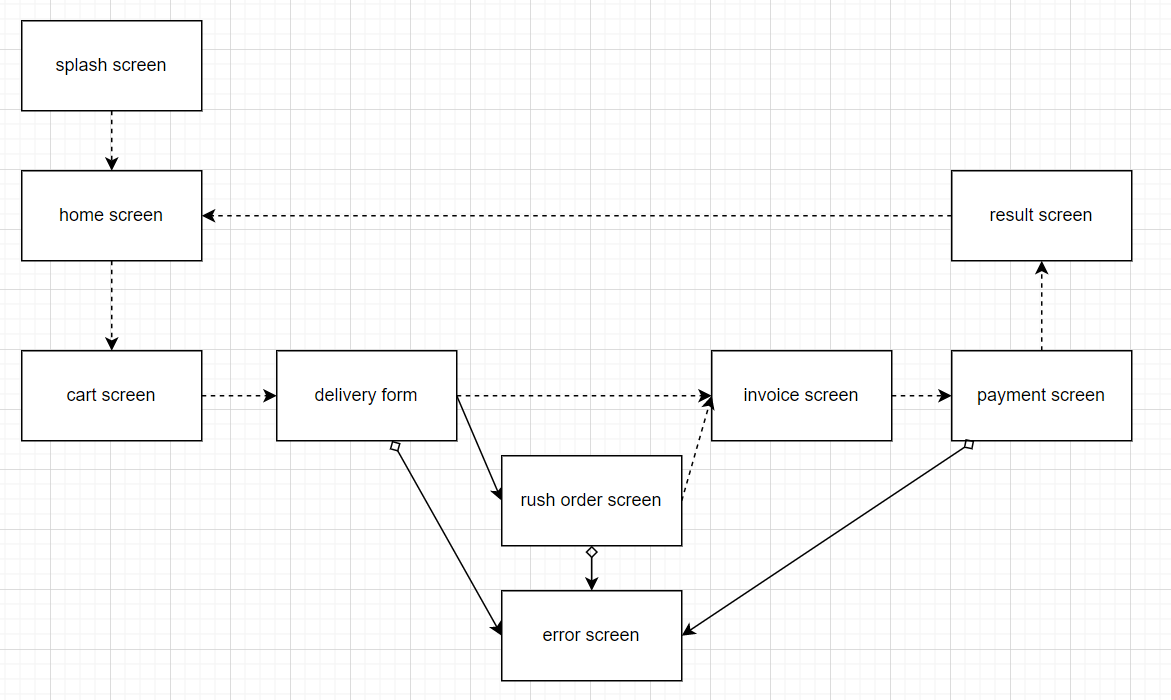 splash screen
home screen
result screen
cart screen
delivery form
invoice screen
payment screen
rush order screen
error screen